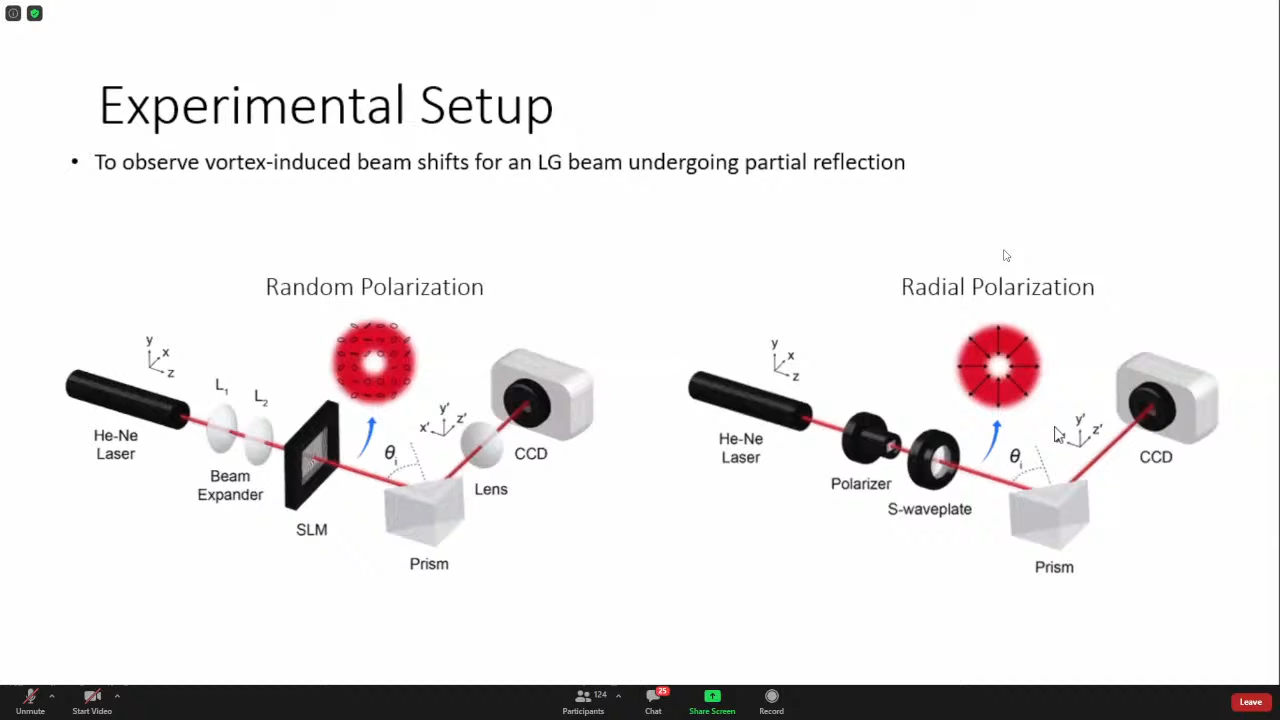 Experimental Setup
• To observe vortex-induced beam shifts for an LG beam undergoing partial reflection
Random Polarization
y
x
z
He-Ne
Laser
L1
L2
Beam
Expander
SLM
θi
y'
z'
x'
Prism
Lens
CCD
Radial Polarization
y
x
z
He-Ne
Laser
Polarizer
S-waveplate
θi
y'
z'
Prism
CCD
Unmute
Start Video
Participants
124
Chat
25
Share Screen
Record
Leave